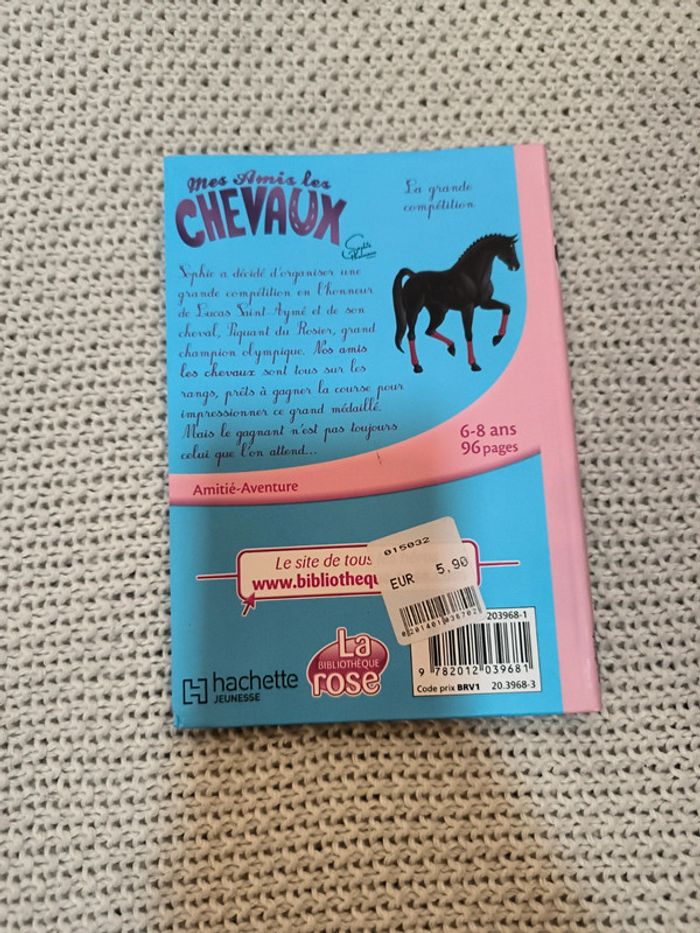 Mes Amis les
CHEVAUX
La grande
compétition
Sophie a décidé d'organiser une
grande compétition en l'honneur
de Lucas Saint-Aymé et de son
cheval, Piquant du Rosier, grand
champion olympique. Nos amis
les chevaux sont tous sur les
rangs, prêts à gagner la course pour
impressionner ce grand médaillé.
Mais le gagnant n'est pas toujours
celui que l'on attend...
6-8 ans
96 pages
Amitié-Aventure
Le site de tous
www.bibliothequ
015032
EUR 5,90
203968-1
9 782012 039681
Code prix BRV1 20.3968-3
hachette
JEUNESSE
La
BIBLIOTHÈQUE
rose